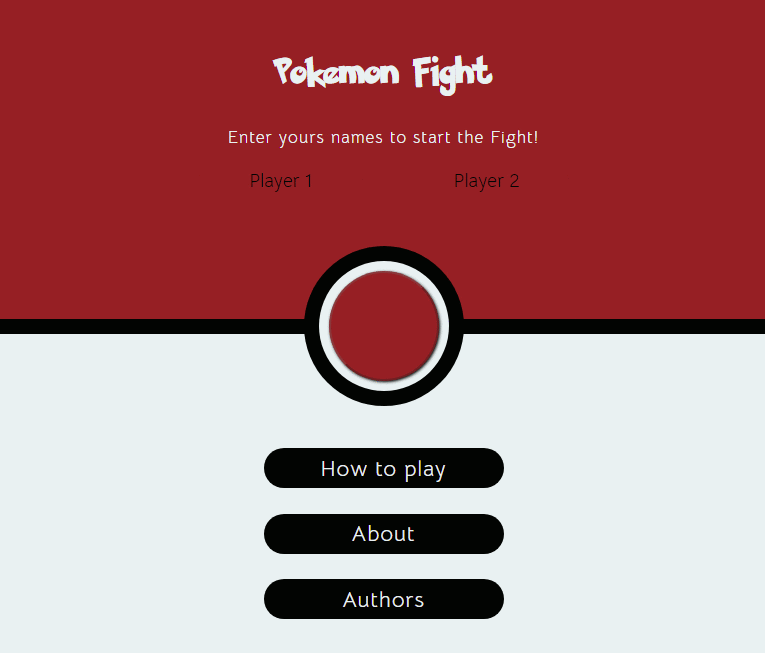 Pokemon Fight
Enter yours names to start the Fight!
Player 1 Player 2
How to play
About
Authors